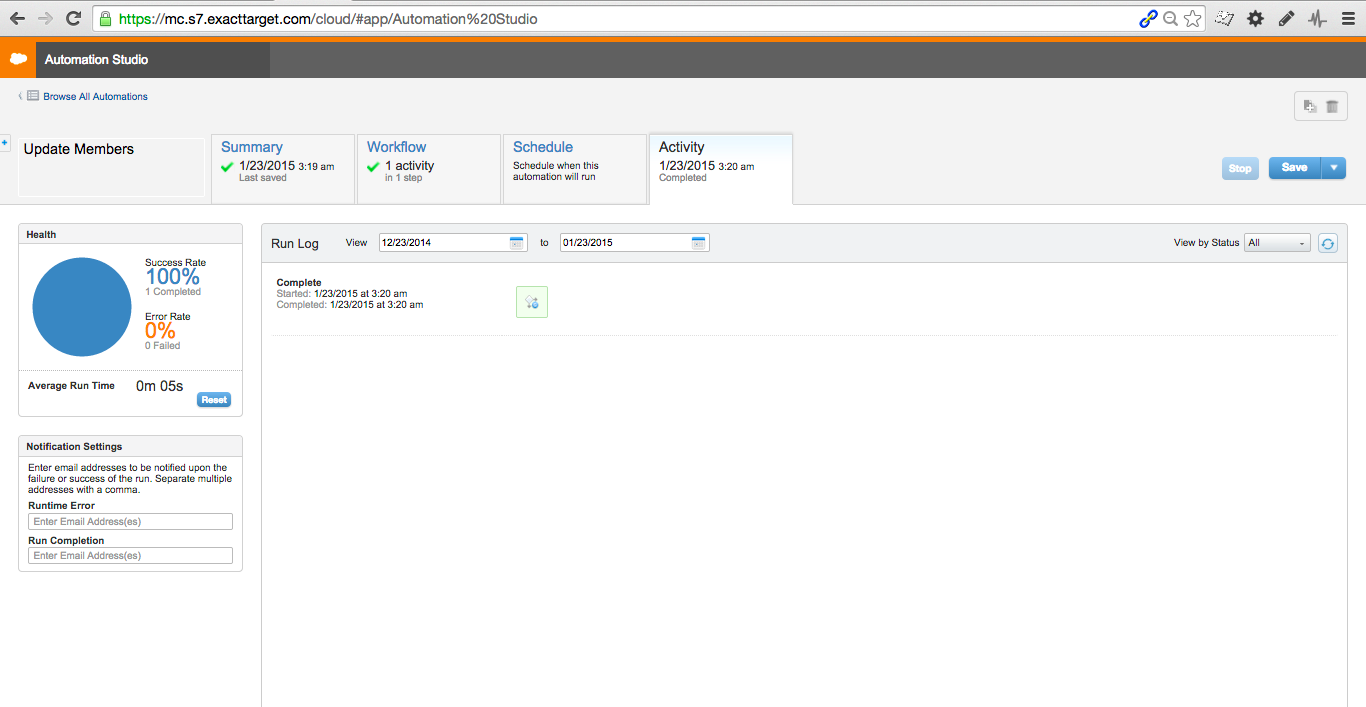 https://mc.s7.exacttarget.com/cloud/#app/Automation%20Studio
Automation Studio
Browse All Automations
Update Members
Summary
1/23/2015 3:19 am
Last saved
Workflow
1 activity
in 1 step
Schedule
Schedule when this
automation will run
Activity
1/23/2015 3:20 am
Completed
Stop
Save
Health
Success Rate
100%
1 Completed
Error Rate
0%
0 Failed
Average Run Time 0m 05s
Reset
Notification Settings
Enter email addresses to be notified upon the
failure or success of the run. Separate multiple
addresses with a comma.
Runtime Error
Enter Email Address(es)
Run Completion
Enter Email Address(es)
Run Log View 12/23/2014 to 01/23/2015 View by Status All
Complete
Started: 1/23/2015 at 3:20 am
Completed: 1/23/2015 at 3:20 am